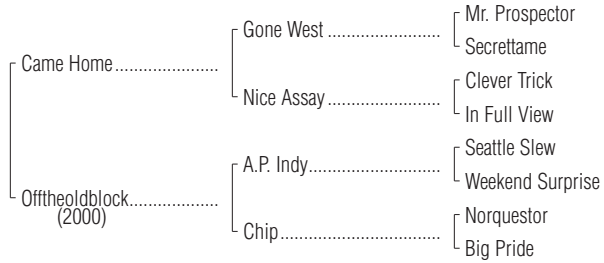 Mr. Prospector
Gone West
Secrettame
Came Home
Clever Trick
Nice Assay
In Full View
Seattle Slew
A.P. Indy
Weekend Surprise
Offtheoldblock
(2000)
Norquestor
Chip
Big Pride